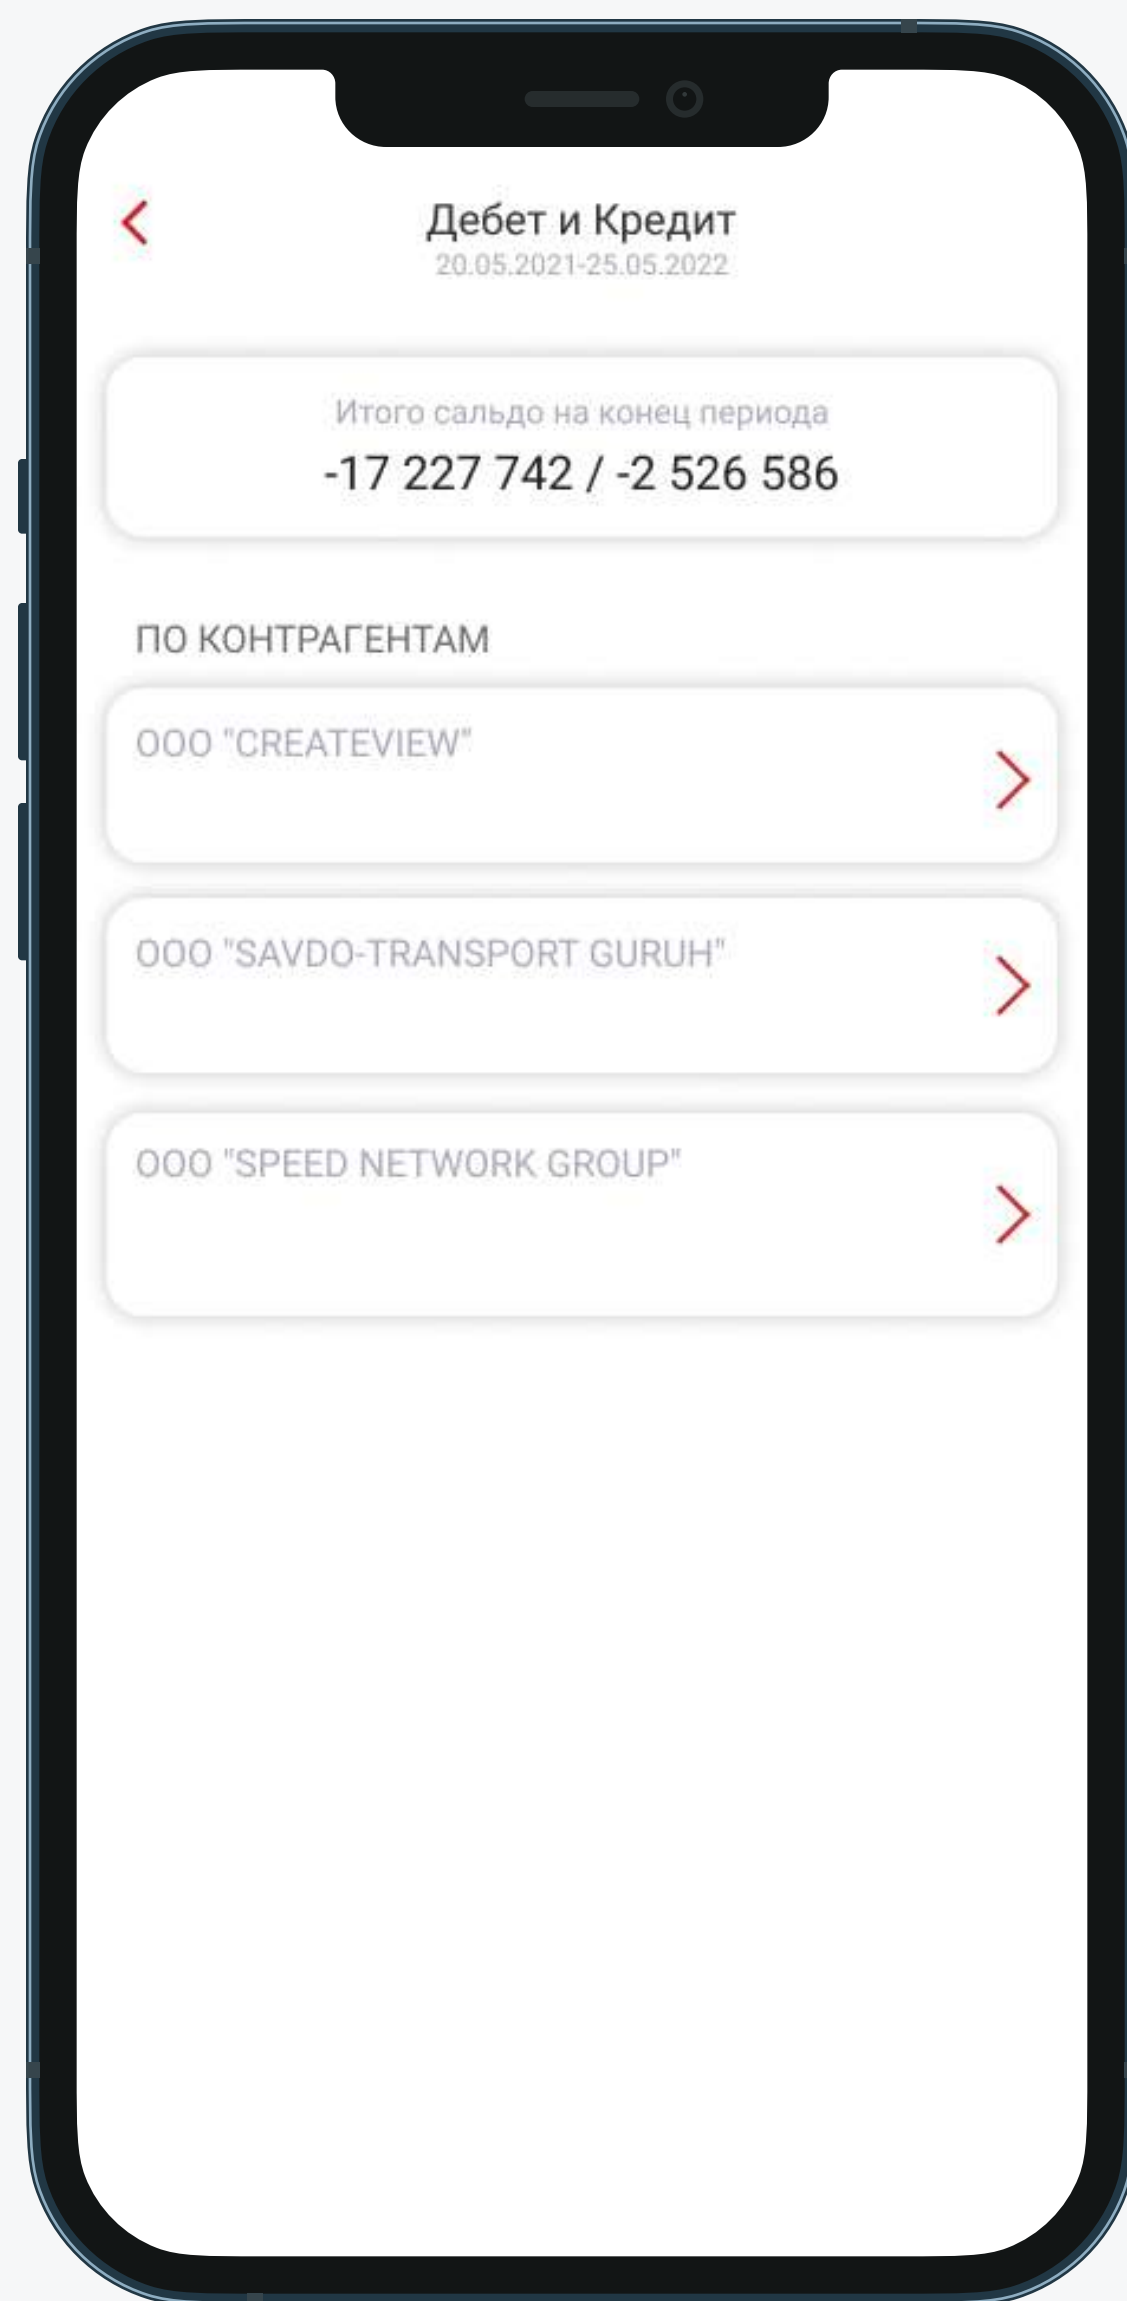 Дебет и Кредит
20.05.2021-25.05.2022
Итого сальдо на конец периода
-17 227 742 / -2 526 586
ПО КОНТРАГЕНТАМ
ООО "CREATEVIEW"
ООО "SAVDO-TRANSPORT GURUH"
ООО "SPEED NETWORK GROUP"